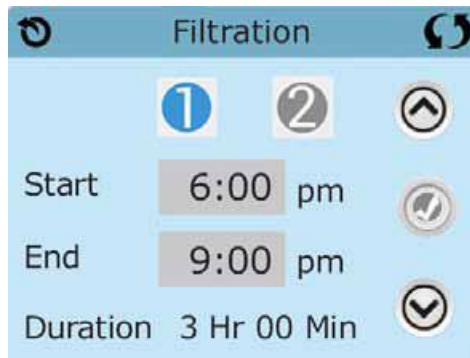 Filtration
1 2
Start 6:00 pm
End 9:00 pm
Duration 3 Hr 00 Min